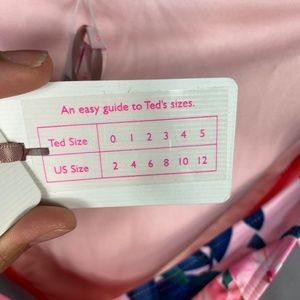 An easy guide to Ted's sizes.
Ted Size 0 1 2 3 4 5
US Size 2 4 6 8 10 12